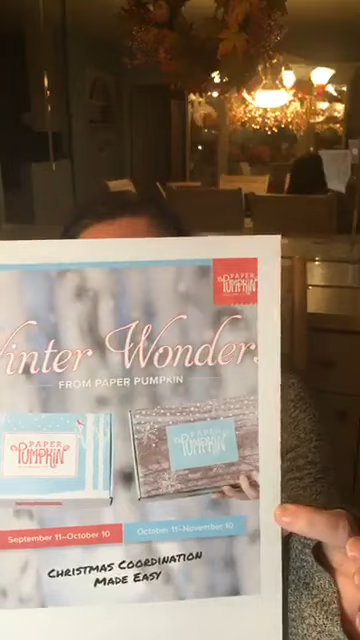 PAPER
PUMPKIN
Winter Wonders
FROM PAPER PUMPKIN
PAPER
PUMPKIN
PAPER
PUMPKIN
September 11–October 10
October 11–November 10
CHRISTMAS COORDINATION
MADE EASY